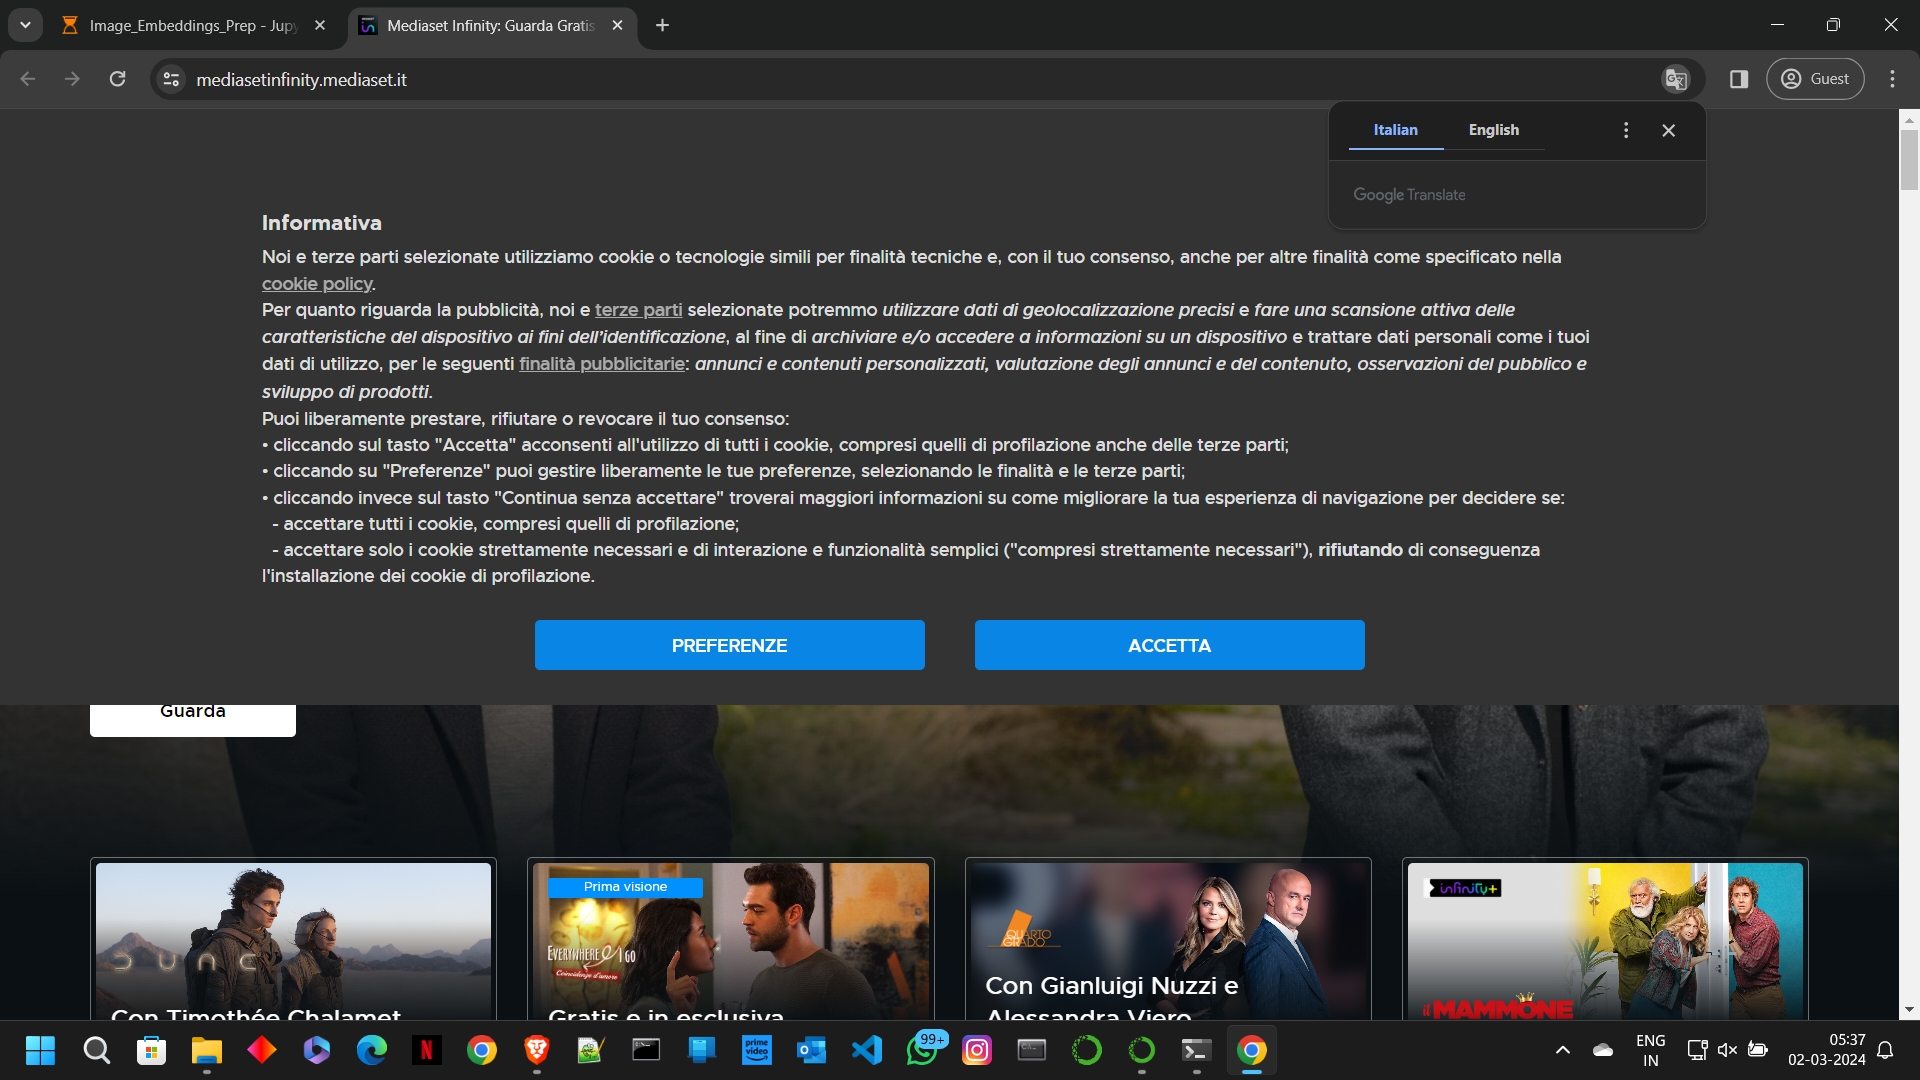 Image_Embeddings_Prep - Jupy
Mediaset Infinity: Guarda Gratis
mediasetinfinity.mediaset.it
Guest
Italian
English
Google Translate
Informativa
Noi e terze parti selezionate utilizziamo cookie o tecnologie simili per finalità tecniche e, con il tuo consenso, anche per altre finalità come specificato nella
cookie policy.
Per quanto riguarda la pubblicità, noi e terze parti selezionate potremmo utilizzare dati di geolocalizzazione precisi e fare una scansione attiva delle
caratteristiche del dispositivo ai fini dell'identificazione, al fine di archiviare e/o accedere a informazioni su un dispositivo e trattare dati personali come i tuoi
dati di utilizzo, per le seguenti finalità pubblicitarie: annunci e contenuti personalizzati, valutazione degli annunci e del contenuto, osservazioni del pubblico e
sviluppo di prodotti.
Puoi liberamente prestare, rifiutare o revocare il tuo consenso:
• cliccando sul tasto "Accetta" acconsenti all'utilizzo di tutti i cookie, compresi quelli di profilazione anche delle terze parti;
• cliccando su "Preferenze" puoi gestire liberamente le tue preferenze, selezionando le finalità e le terze parti;
• cliccando invece sul tasto "Continua senza accettare" troverai maggiori informazioni su come migliorare la tua esperienza di navigazione per decidere se:
- accettare tutti i cookie, compresi quelli di profilazione;
- accettare solo i cookie strettamente necessari e di interazione e funzionalità semplici ("compresi strettamente necessari"), rifiutando di conseguenza
l'installazione dei cookie di profilazione.
PREFERENZE
ACCETTA
Guarda
DUNE
Con Timothée Chalamet
Prima visione
EVERYWHERE I GO
Coincidenze d'amore
Gratis e in esclusiva
QUARTO
GRADO
Con Gianluigi Nuzzi e
Alessandra Viero
infinity+
il MAMMONE
prime
video
99+
ENG
IN
05:37
02-03-2024